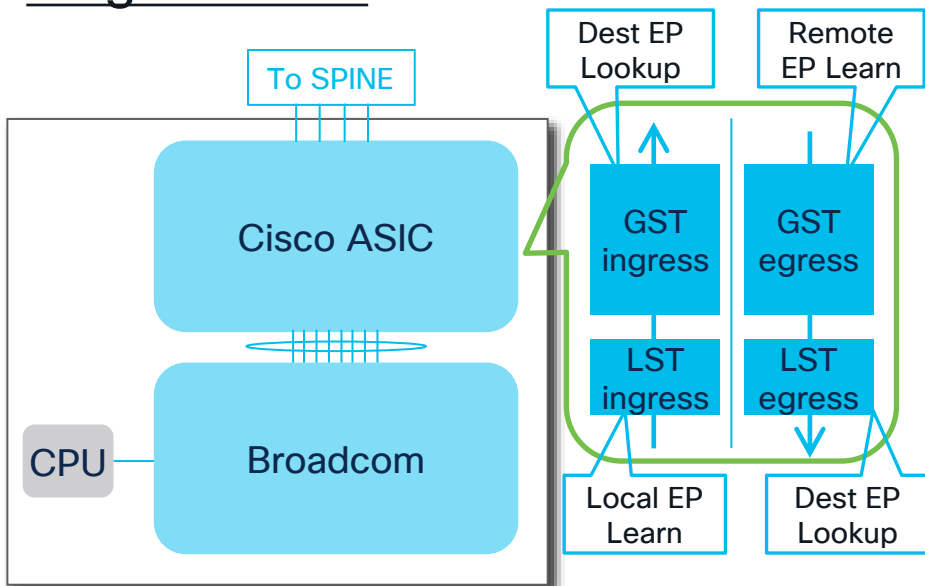 To SPINE
Dest EP
Lookup
Remote
EP Learn
Cisco ASIC
GST
ingress
GST
egress
LST
ingress
LST
egress
CPU
Broadcom
Local EP
Learn
Dest EP
Lookup